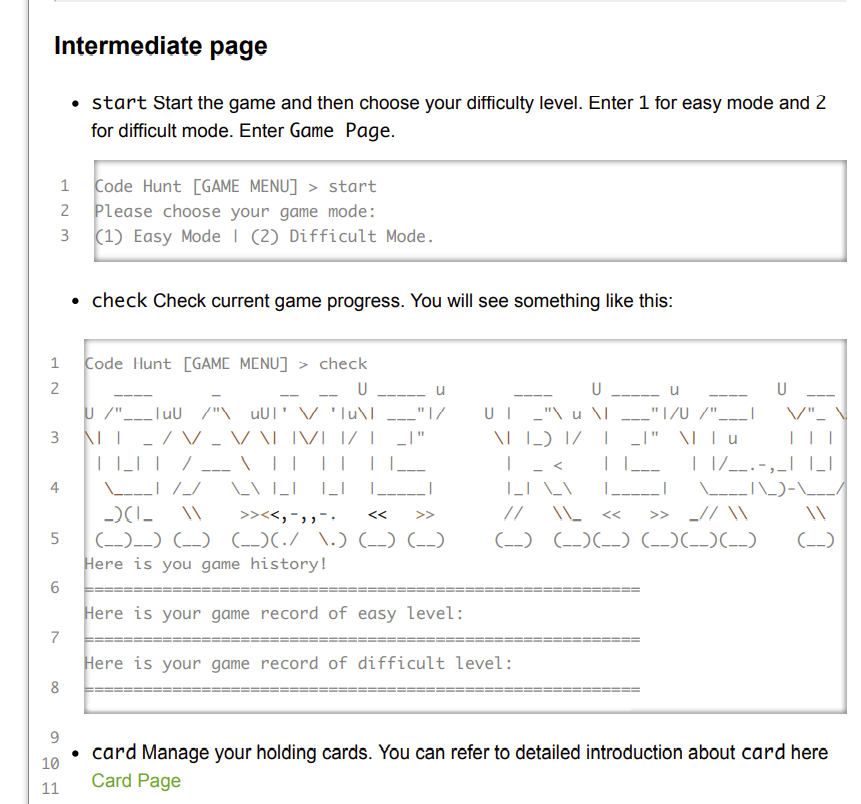 Intermediate page
• start Start the game and then choose your difficulty level. Enter 1 for easy mode and 2
for difficult mode. Enter Game Page.
1 Code Hunt [GAME MENU] > start
2 Please choose your game mode:
3 (1) Easy Mode | (2) Difficult Mode.
• check Check current game progress. You will see something like this:
1 Code Hunt [GAME MENU] > check
2
3
4
5
Here is you game history!
6 =========================================================
Here is your game record of easy level:
7 =========================================================
Here is your game record of difficult level:
8 =========================================================
9
• card Manage your holding cards. You can refer to detailed introduction about card here
10
Card Page
11